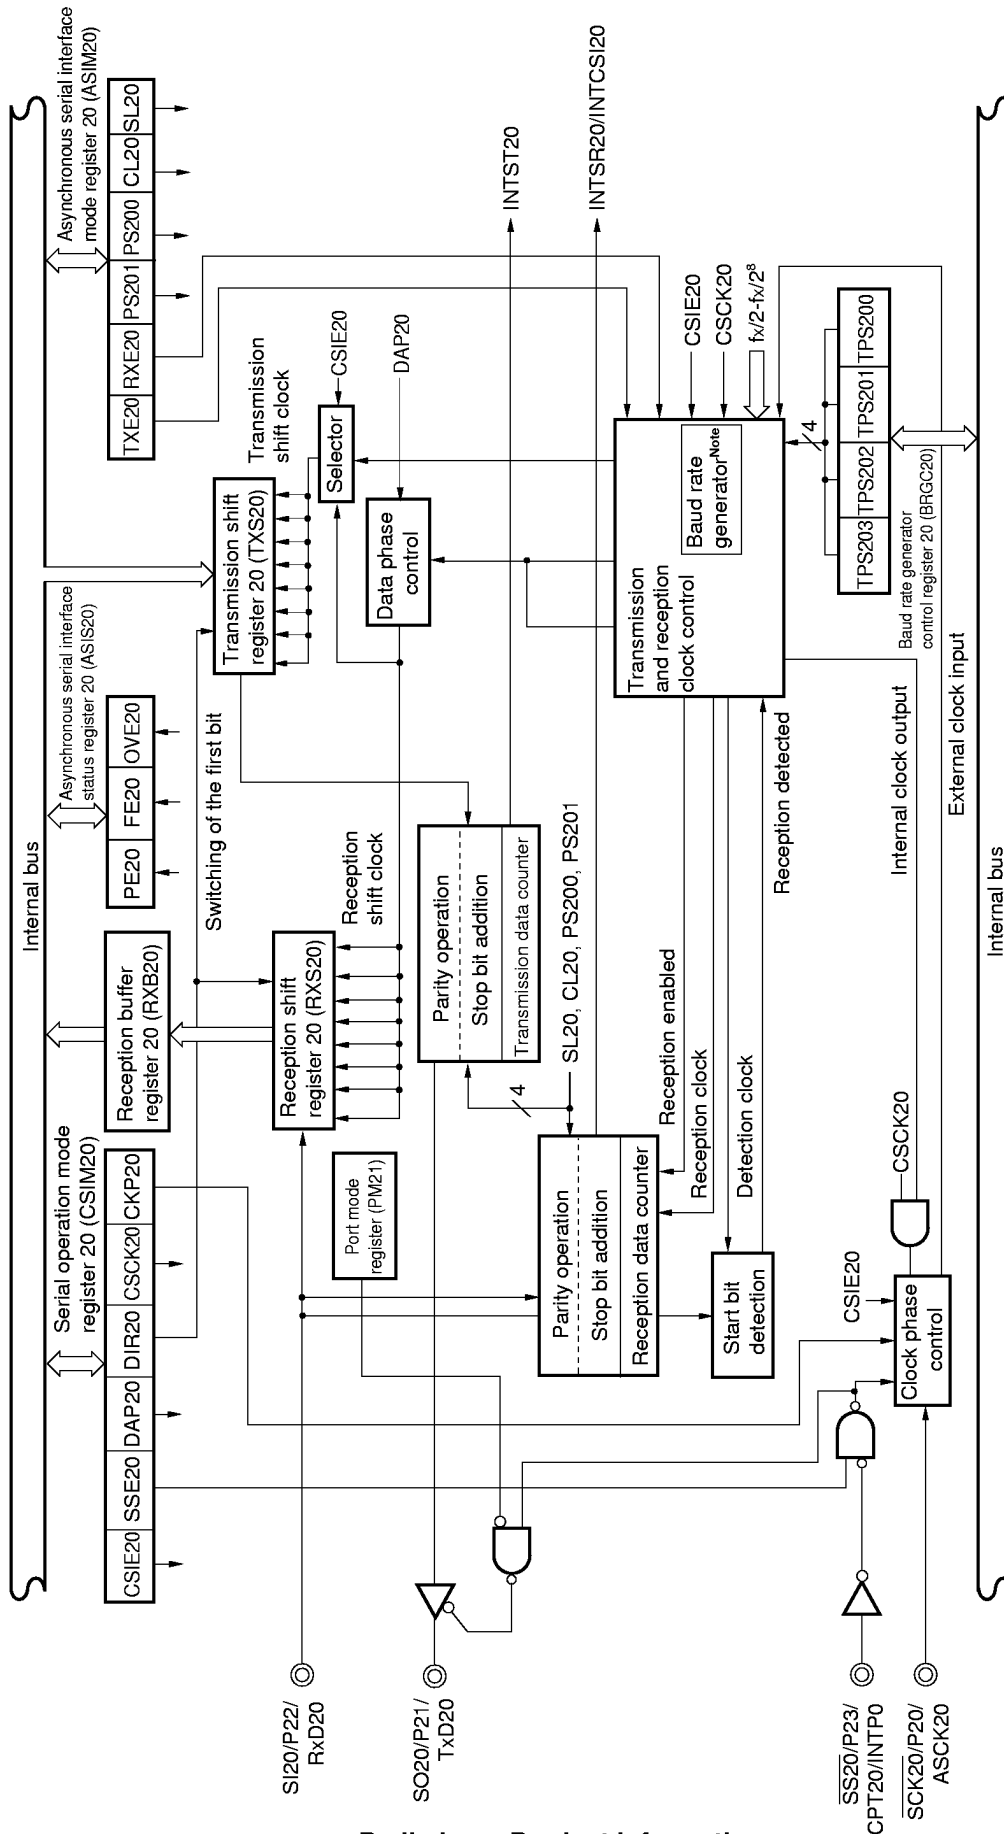 Internal bus
Serial operation mode
register 20 (CSIM20)
CSIE20
SSE20
DAP20
DIR20
CSCK20
CKP20
Reception buffer
register 20 (RXB20)
Asynchronous serial interface
status register 20 (ASIS20)
PE20
FE20
OVE20
Asynchronous serial interface
mode register 20 (ASIM20)
TXE20
RXE20
PS201
PS200
CL20
SL20
Switching of the first bit
Reception shift
register 20 (RXS20)
Transmission shift
register 20 (TXS20)
Transmission
shift clock
Reception
shift clock
Selector
CSIE20
Port mode
register (PM21)
Data phase
control
DAP20
SI20/P22/
RxD20
SO20/P21/
TxD20
Parity operation
Stop bit addition
Transmission data counter
INTST20
4
SL20, CL20, PS200, PS201
INTSR20/INTCSI20
Parity operation
Stop bit addition
Reception data counter
Reception enabled
Reception clock
Detection clock
Reception detected
Start bit
detection
Transmission
and reception
clock control
Baud rate
generatorNote
CSIE20
CSCK20
fx/2-fx/2⁸
4
TPS203
TPS202
TPS201
TPS200
Baud rate generator
control register 20 (BRGC20)
Internal clock output
External clock input
CSIE20
CSCK20
Clock phase
control
SS20/P23/
CPT20/INTP0
SCK20/P20/
ASCK20
Internal bus